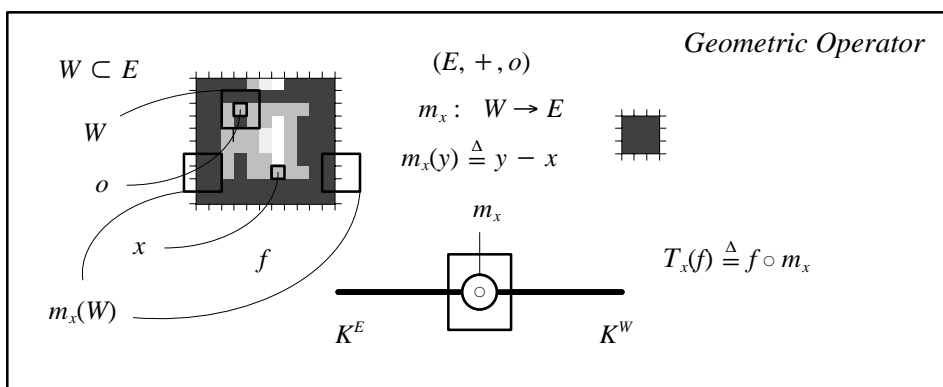 Geometric Operator
W ⊂ E
(E, +, o)
W
m_x : W → E
m_x(y) ≜ y − x
o
x
f
m_x
T_x(f) ≜ f ∘ m_x
m_x(W)
K^E
K^W